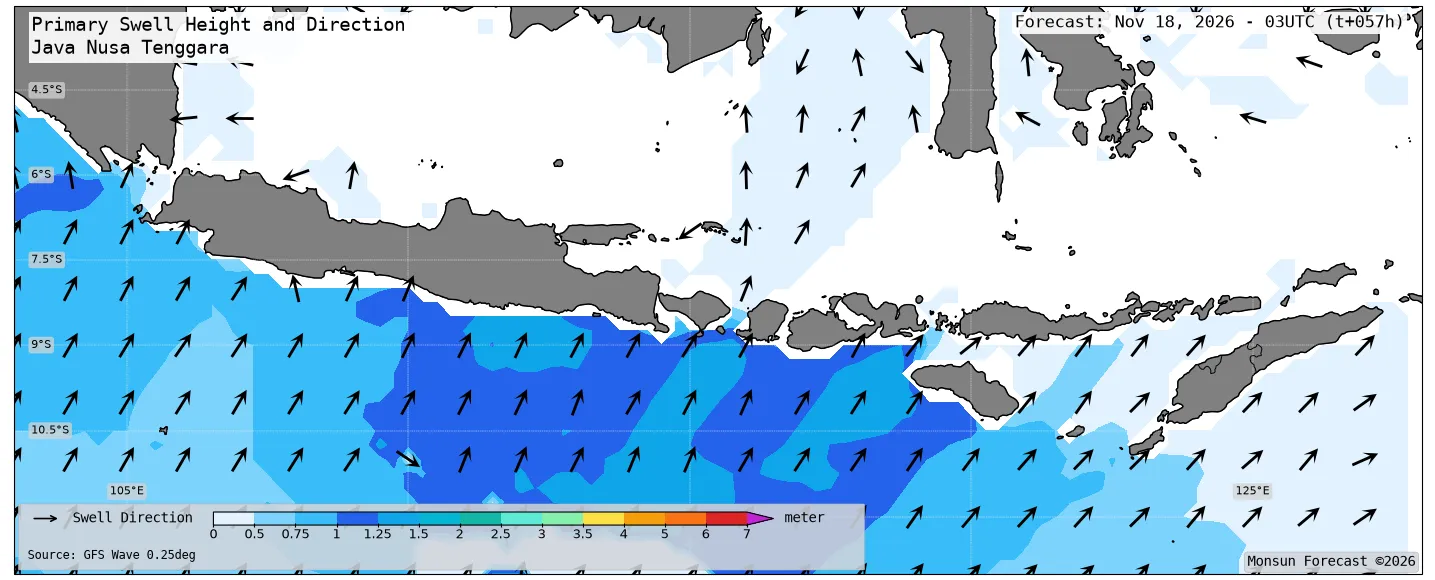 Primary Swell Height and Direction
Java Nusa Tenggara
Forecast: Nov 18, 2026 - 03UTC (t+057h)
4.5°S
6°S
7.5°S
9°S
10.5°S
105°E
125°E
Swell Direction
0 0.5 0.75 1 1.25 1.5 2 2.5 3 3.5 4 5 6 7
meter
Source: GFS Wave 0.25deg
Monsun Forecast ©2026